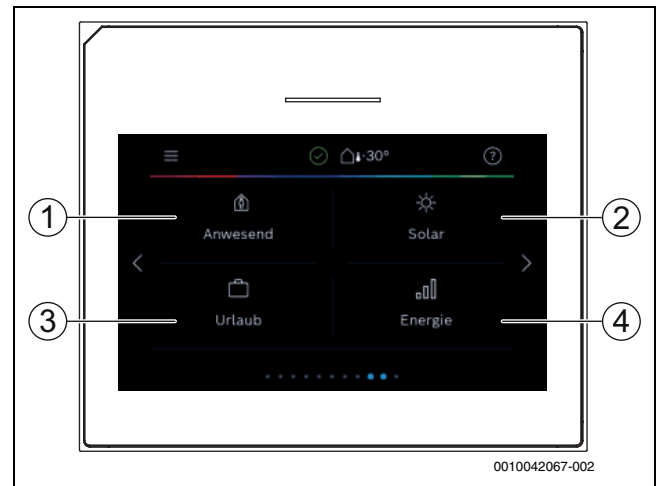 -30°
?
1
Anwesend
Solar
2
3
Urlaub
Energie
4
0010042067-002